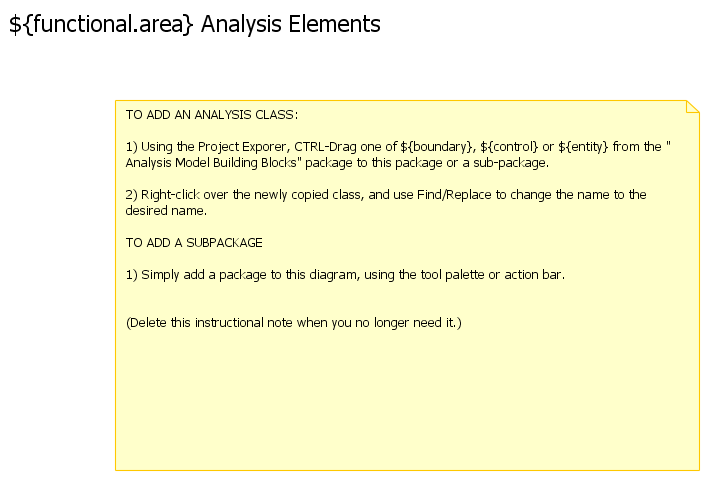 ${functional.area} Analysis Elements
TO ADD AN ANALYSIS CLASS:
1) Using the Project Exporer, CTRL-Drag one of ${boundary}, ${control} or ${entity} from the "
Analysis Model Building Blocks" package to this package or a sub-package.
2) Right-click over the newly copied class, and use Find/Replace to change the name to the
desired name.
TO ADD A SUBPACKAGE
1) Simply add a package to this diagram, using the tool palette or action bar.
(Delete this instructional note when you no longer need it.)